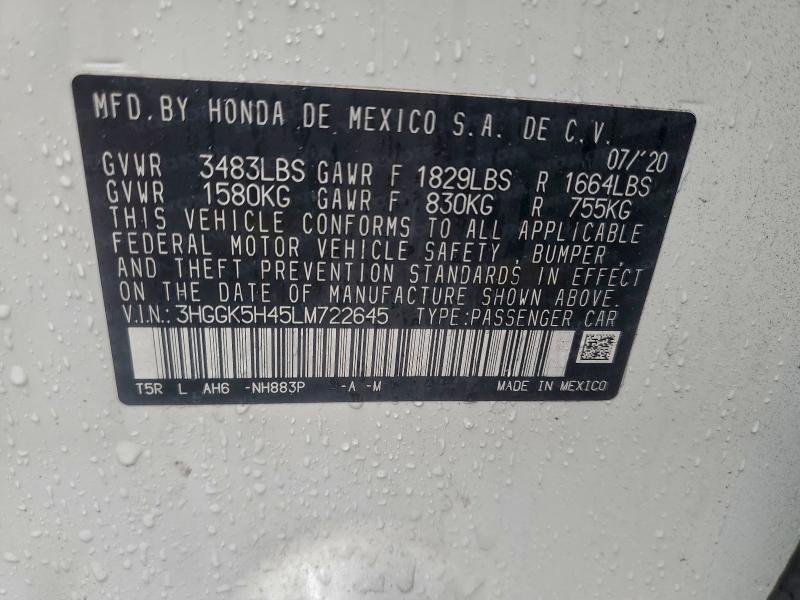 MFD. BY HONDA DE MEXICO S.A. DE C.V.
07/'20
GVWR 3483LBS GAWR F 1829LBS R 1664LBS
GVWR 1580KG GAWR F 830KG R 755KG
THIS VEHICLE CONFORMS TO ALL APPLICABLE
FEDERAL MOTOR VEHICLE SAFETY, BUMPER,
AND THEFT PREVENTION STANDARDS IN EFFECT
ON THE DATE OF MANUFACTURE SHOWN ABOVE.
V.I.N.: 3HGGK5H45LM722645 TYPE:PASSENGER CAR
T5R L AH6 -NH883P -A -M MADE IN MEXICO